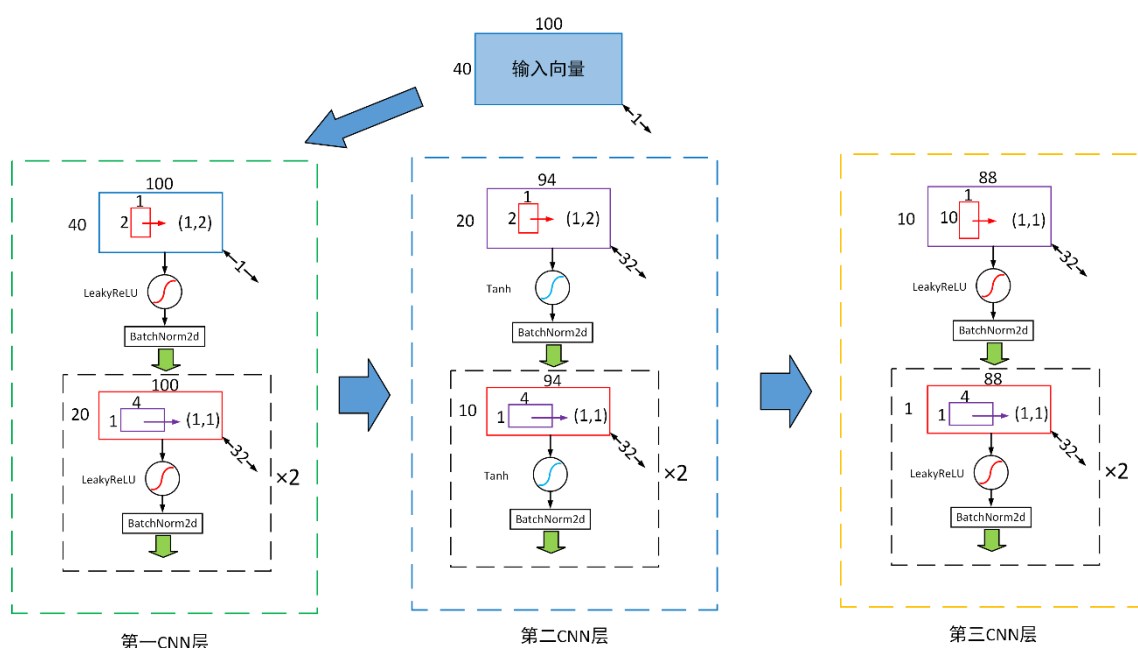 100
40
输入向量
1
100
40
1
2
(1,2)
1
LeakyReLU
BatchNorm2d
100
20
4
1
(1,1)
32
LeakyReLU
×2
BatchNorm2d
第一CNN层
94
20
1
2
(1,2)
32
Tanh
BatchNorm2d
94
10
4
1
(1,1)
32
Tanh
×2
BatchNorm2d
第二CNN层
88
10
1
10
(1,1)
32
LeakyReLU
BatchNorm2d
88
1
4
1
(1,1)
32
LeakyReLU
×2
BatchNorm2d
第三CNN层